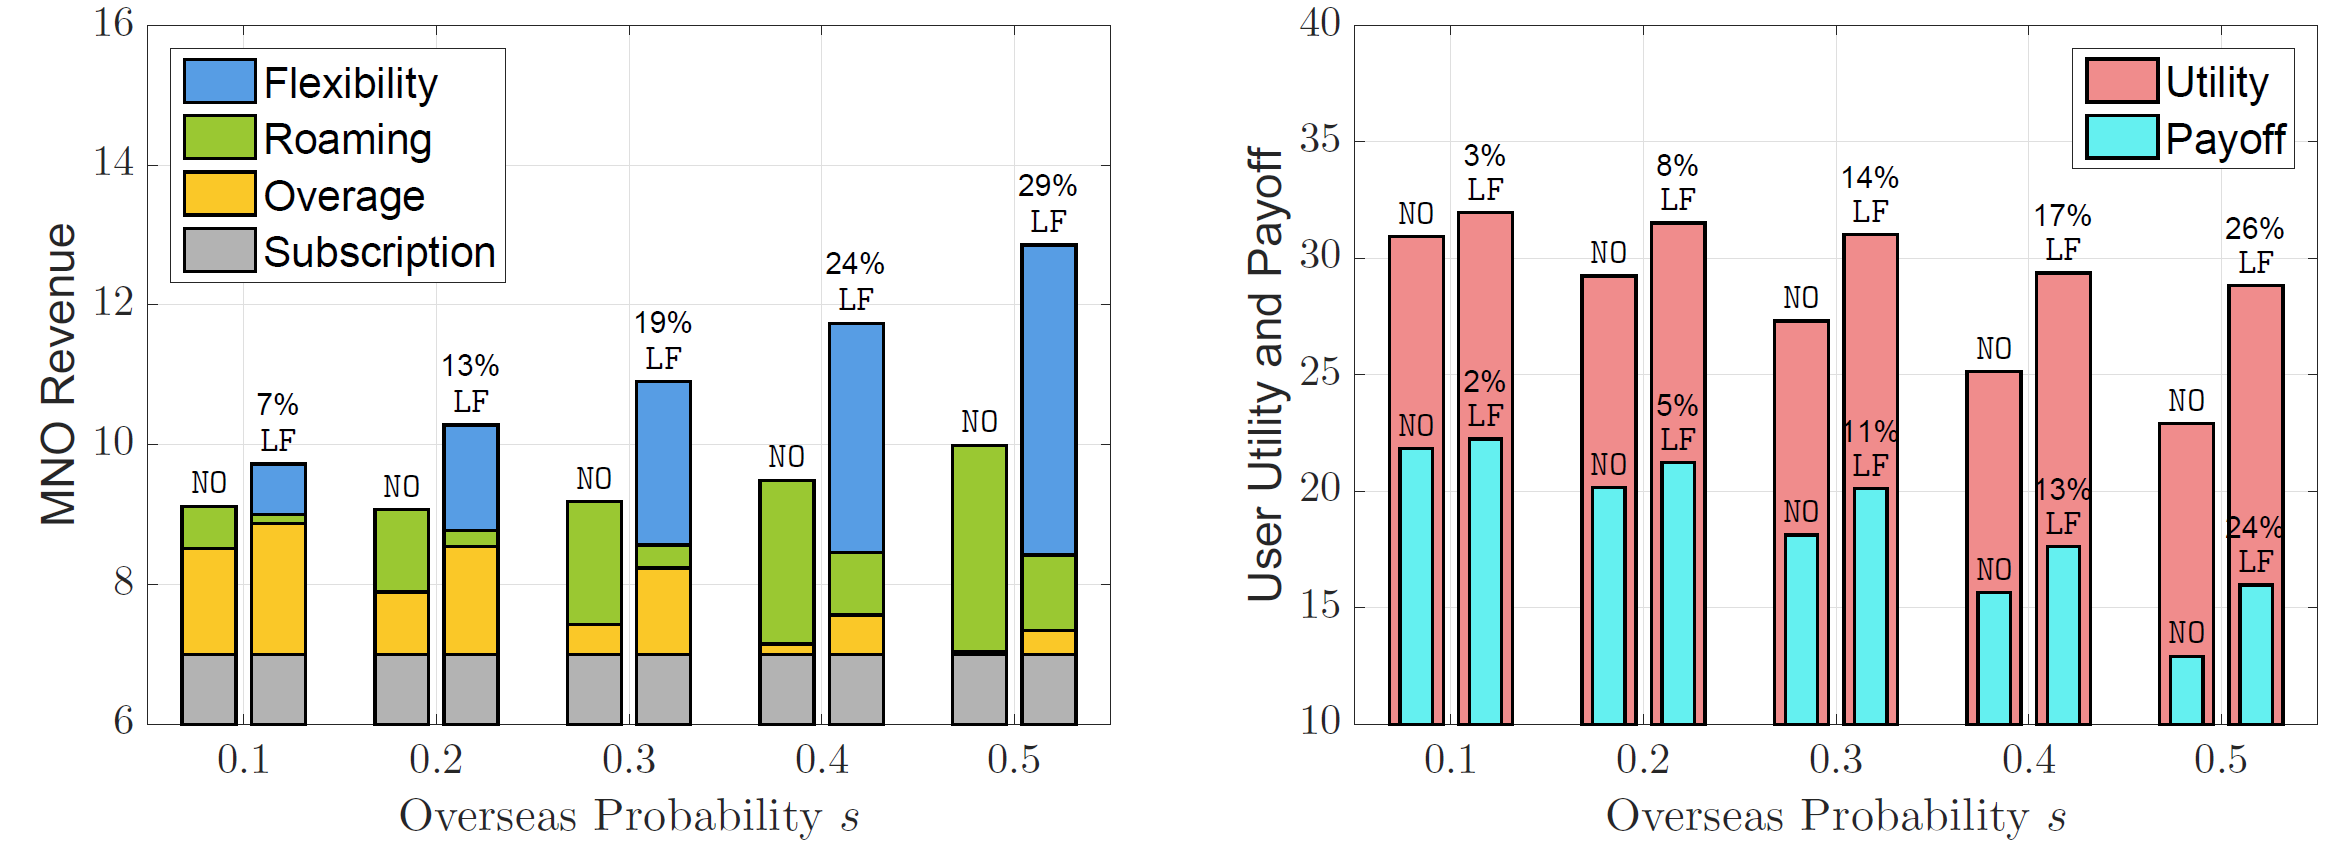 MNO Revenue
16
14
12
10
8
6
Flexibility
Roaming
Overage
Subscription
NO
7%
LF
NO
13%
LF
NO
19%
LF
NO
24%
LF
NO
29%
LF
0.1 0.2 0.3 0.4 0.5
Overseas Probability s
User Utility and Payoff
40
35
30
25
20
15
10
Utility
Payoff
NO
3%
LF
NO
8%
LF
NO
14%
LF
NO
17%
LF
NO
26%
LF
NO
2%
LF
NO
5%
LF
NO
11%
LF
NO
13%
LF
NO
24%
LF
0.1 0.2 0.3 0.4 0.5
Overseas Probability s